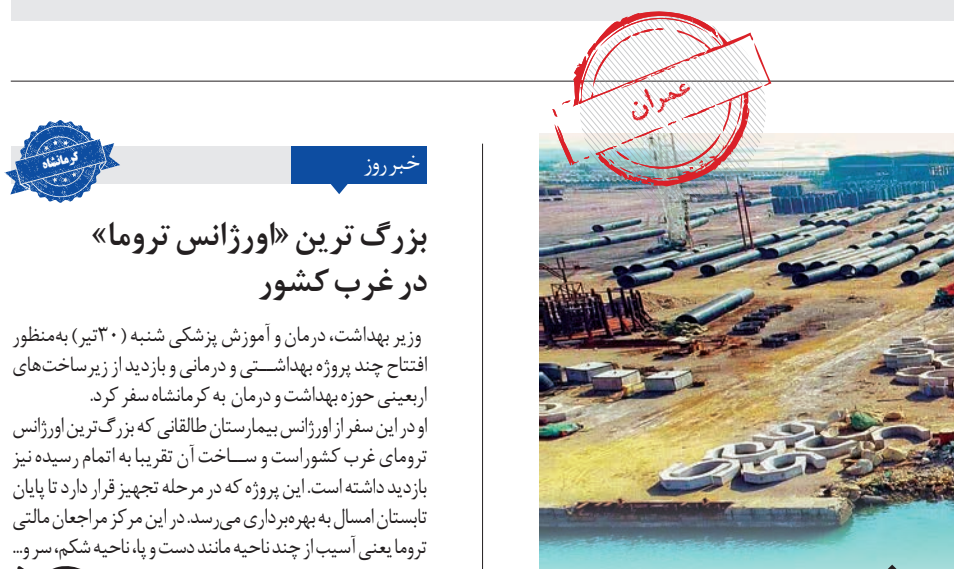 عمران
کرمانشاه
خبر روز
بزرگ ترین «اورژانس تروما»
در غرب کشور
وزیر بهداشت، درمان و آموزش پزشکی شنبه (۳۰تیر) به‌منظور
افتتاح چند پروژه بهداشــتی و درمانی و بازدید از زیرساخت‌های
اربعینی حوزه بهداشت و درمان به کرمانشاه سفر کرد.
او در این سفر از اورژانس بیمارستان طالقانی که بزرگ‌ترین اورژانس
ترومای غرب کشوراست و ســاخت آن تقریبا به اتمام رسیده نیز
بازدید داشته است. این پروژه که در مرحله تجهیز قرار دارد تا پایان
تابستان امسال به بهره‌برداری می‌رسد. در این مرکز مراجعان مالتی
تروما یعنی آسیب از چند ناحیه مانند دست و پا، ناحیه شکم، سر و...